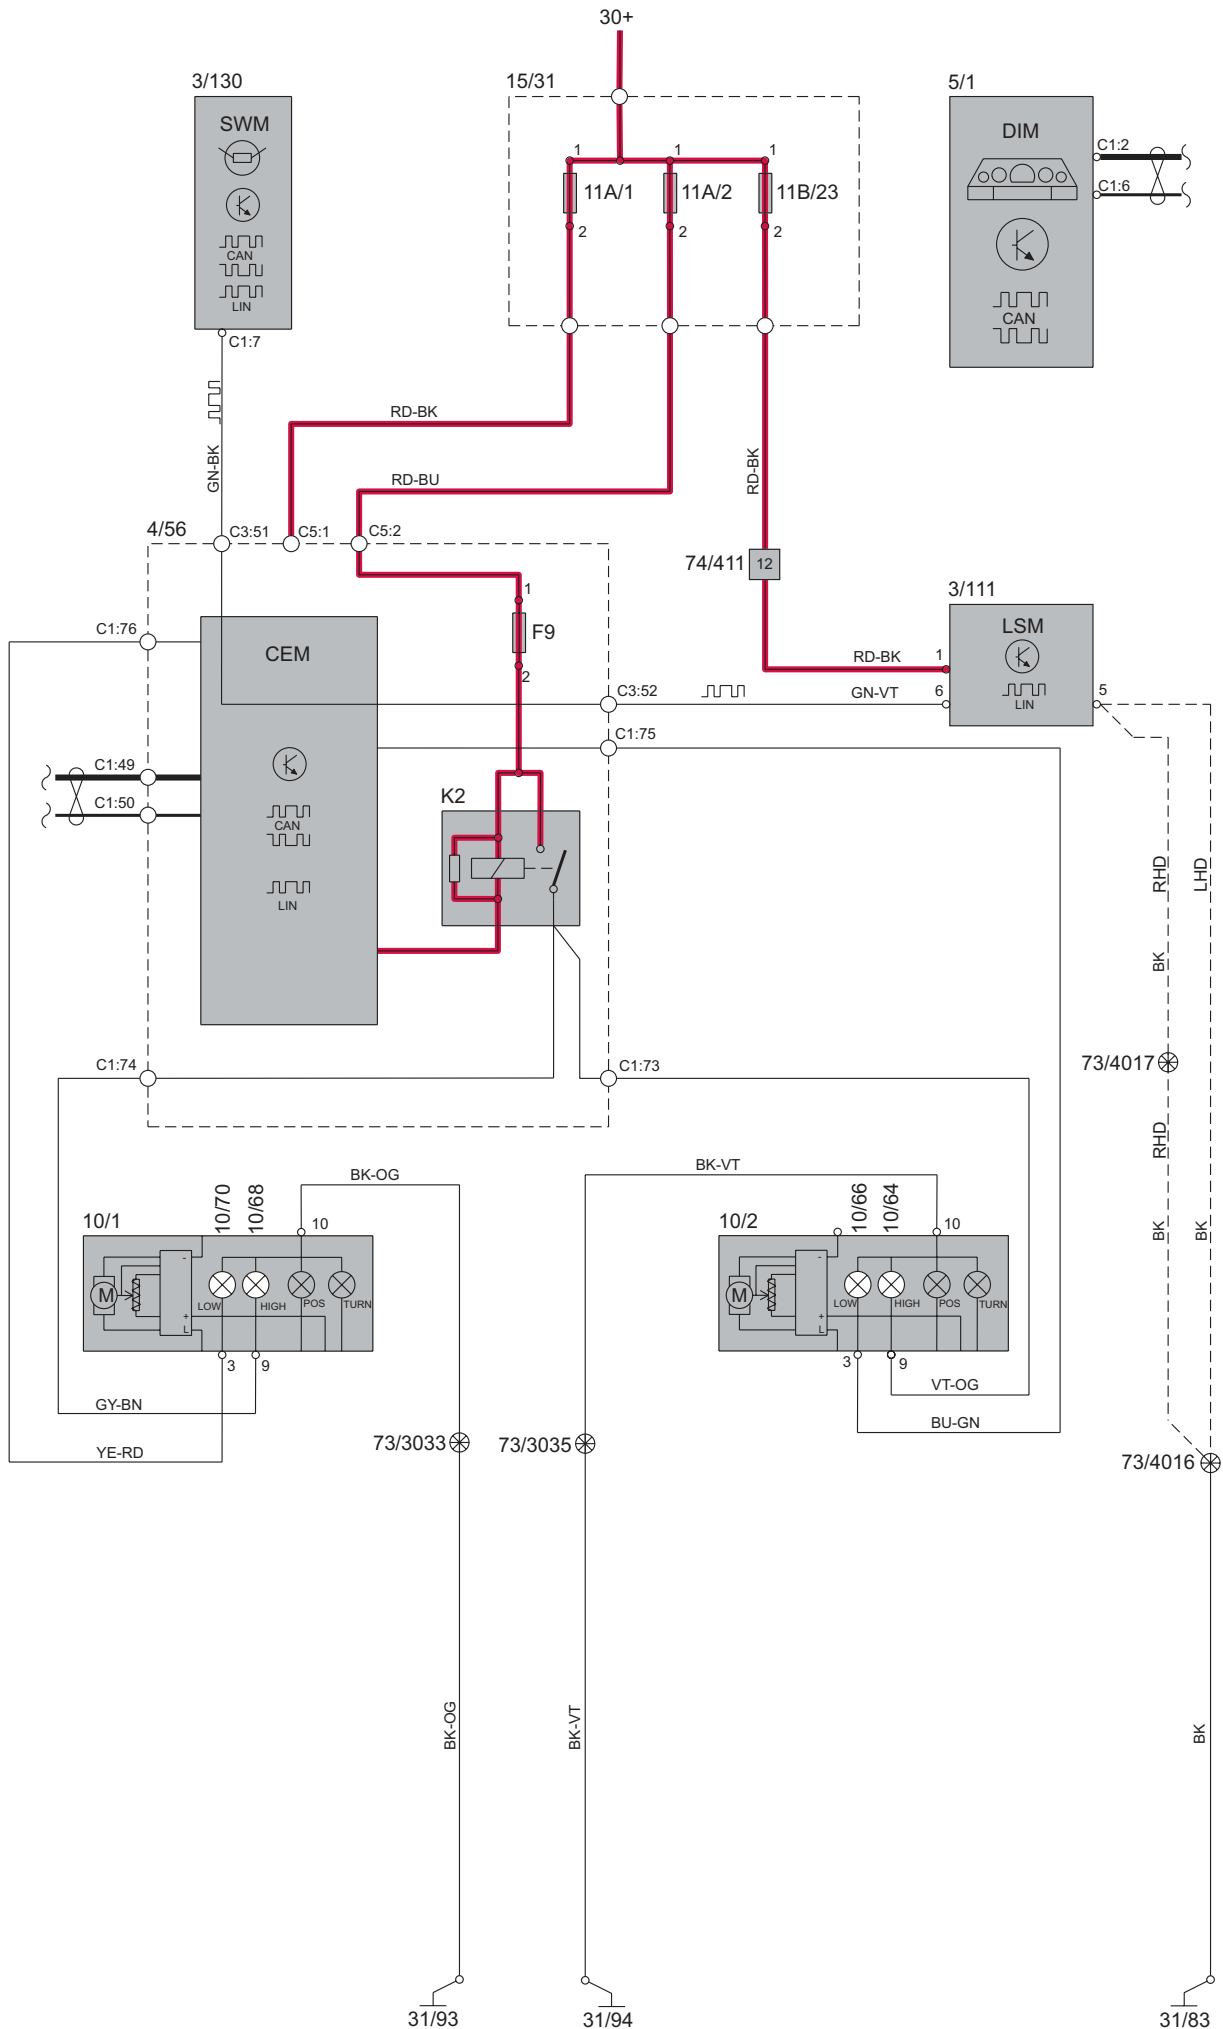 30+
3/130
15/31
5/1
SWM
CAN
LIN
C1:7
1
1
1
11A/1
11A/2
11B/23
2
2
2
DIM
CAN
C1:2
C1:6
GN-BK
RD-BK
RD-BU
RD-BK
4/56
C3:51
C5:1
C5:2
74/411
12
3/111
LSM
LIN
1
RD-BK
6
GN-VT
5
C1:76
CEM
1
F9
2
C3:52
C1:75
C1:49
C1:50
CAN
LIN
K2
RHD
LHD
BK
C1:74
C1:73
73/4017
RHD
BK
BK
BK-OG
BK-VT
10/1
10/70
10/68
10
M
-
+
L
LOW
HIGH
POS
TURN
3
9
10/2
10/66
10/64
10
M
-
+
L
LOW
HIGH
POS
TURN
3
9
GY-BN
YE-RD
VT-OG
BU-GN
73/3033
73/3035
73/4016
BK-OG
BK-VT
BK
31/93
31/94
31/83